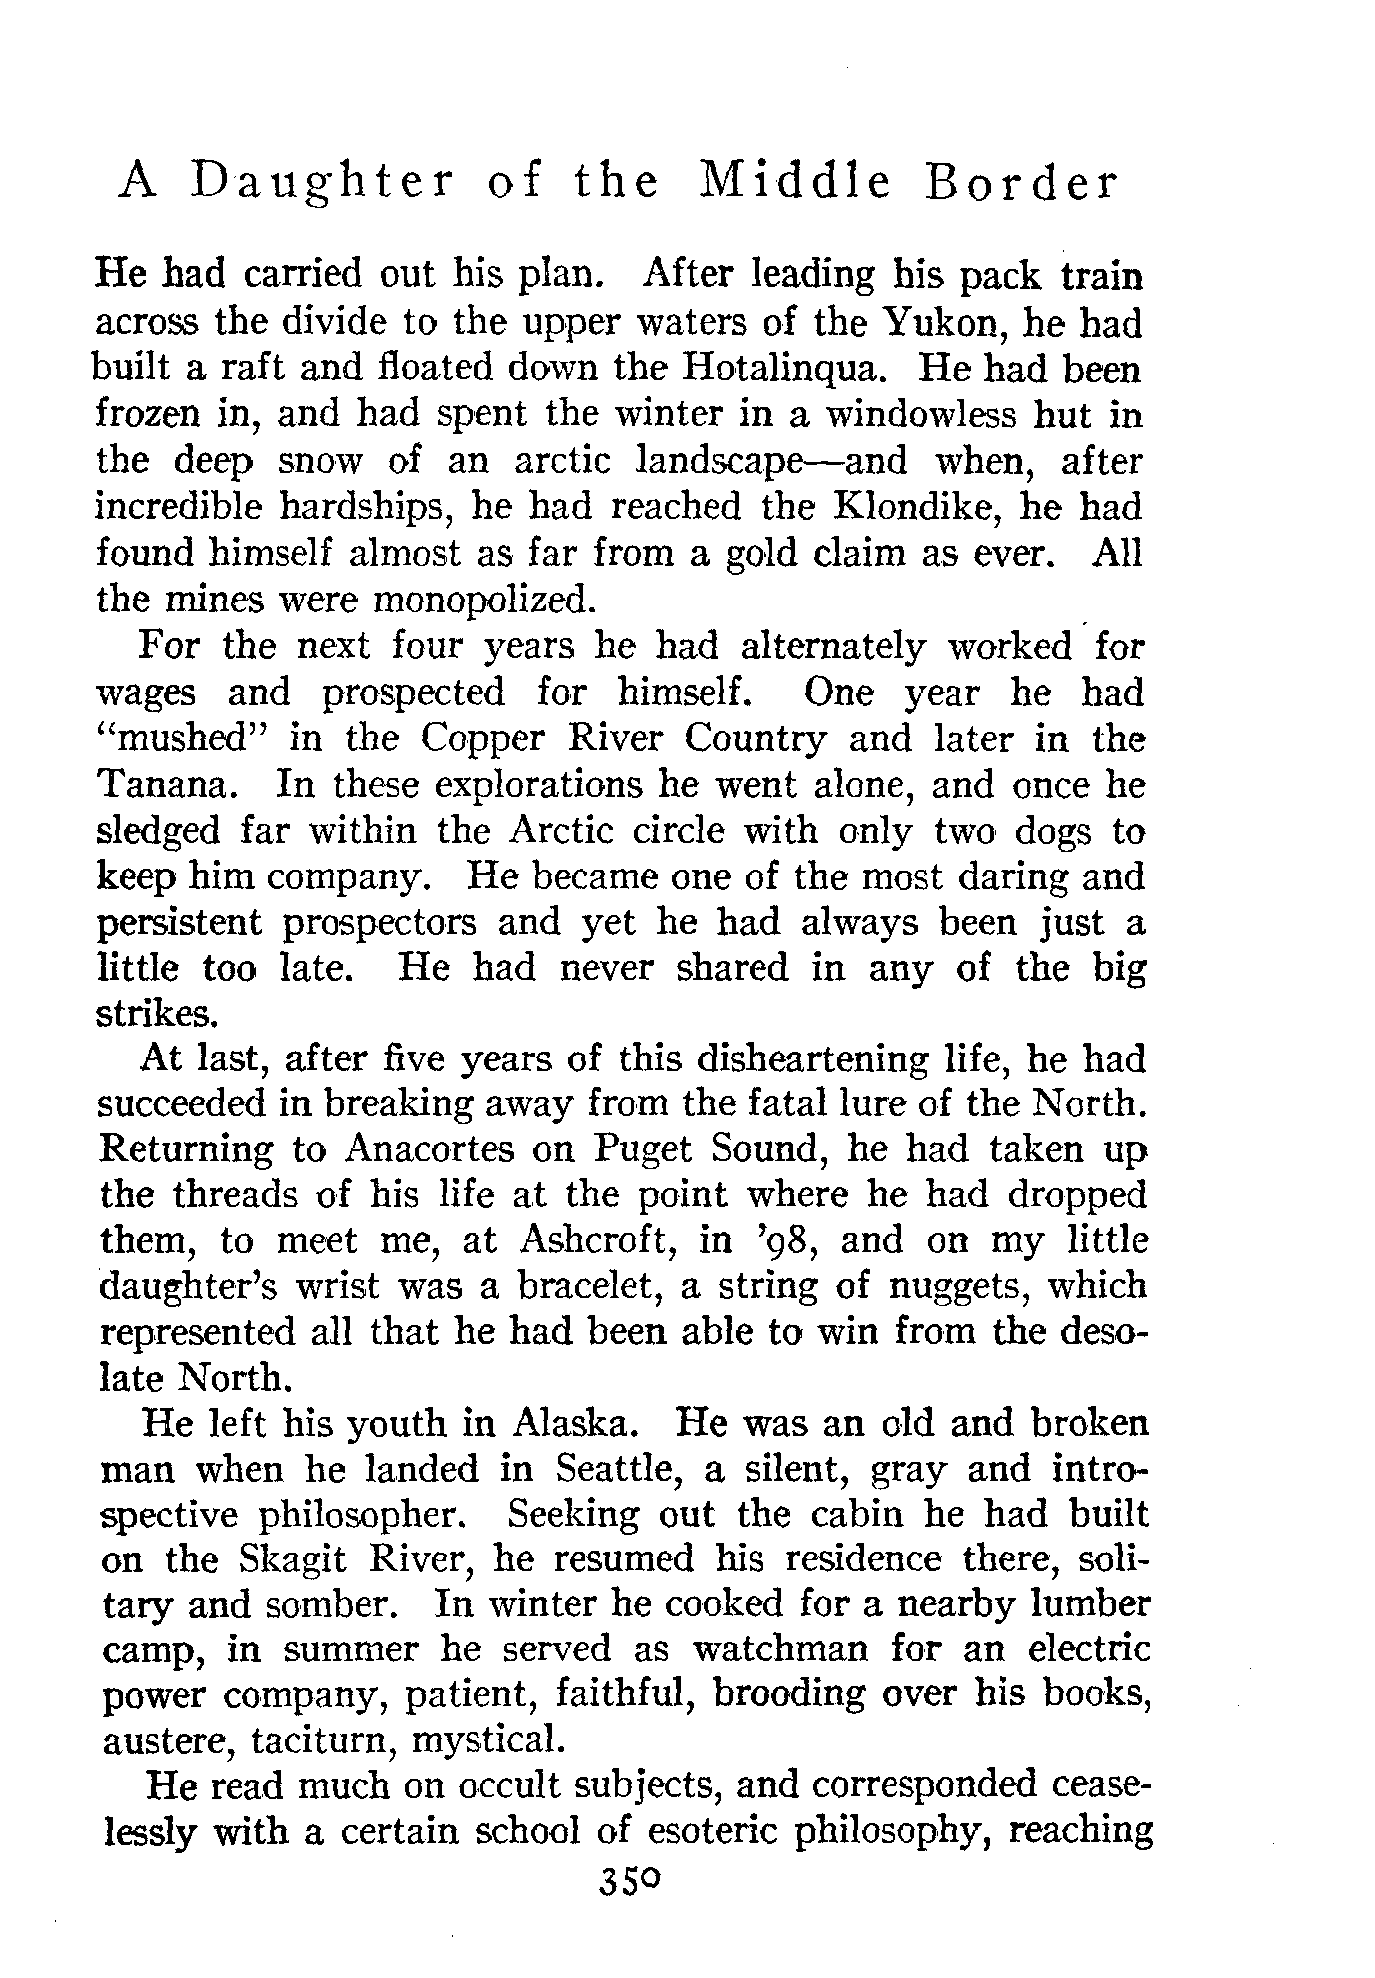 A Daughter of the Middle Border
He had carried out his plan. After leading his pack train
across the divide to the upper waters of the Yukon, he had
built a raft and floated down the Hotalinqua. He had been
frozen in, and had spent the winter in a windowless hut in
the deep snow of an arctic landscape—and when, after
incredible hardships, he had reached the Klondike, he had
found himself almost as far from a gold claim as ever. All
the mines were monopolized.
For the next four years he had alternately worked for
wages and prospected for himself. One year he had
“mushed” in the Copper River Country and later in the
Tanana. In these explorations he went alone, and once he
sledged far within the Arctic circle with only two dogs to
keep him company. He became one of the most daring and
persistent prospectors and yet he had always been just a
little too late. He had never shared in any of the big
strikes.
At last, after five years of this disheartening life, he had
succeeded in breaking away from the fatal lure of the North.
Returning to Anacortes on Puget Sound, he had taken up
the threads of his life at the point where he had dropped
them, to meet me, at Ashcroft, in ’98, and on my little
daughter’s wrist was a bracelet, a string of nuggets, which
represented all that he had been able to win from the deso-
late North.
He left his youth in Alaska. He was an old and broken
man when he landed in Seattle, a silent, gray and intro-
spective philosopher. Seeking out the cabin he had built
on the Skagit River, he resumed his residence there, soli-
tary and somber. In winter he cooked for a nearby lumber
camp, in summer he served as watchman for an electric
power company, patient, faithful, brooding over his books,
austere, taciturn, mystical.
He read much on occult subjects, and corresponded cease-
lessly with a certain school of esoteric philosophy, reaching
350